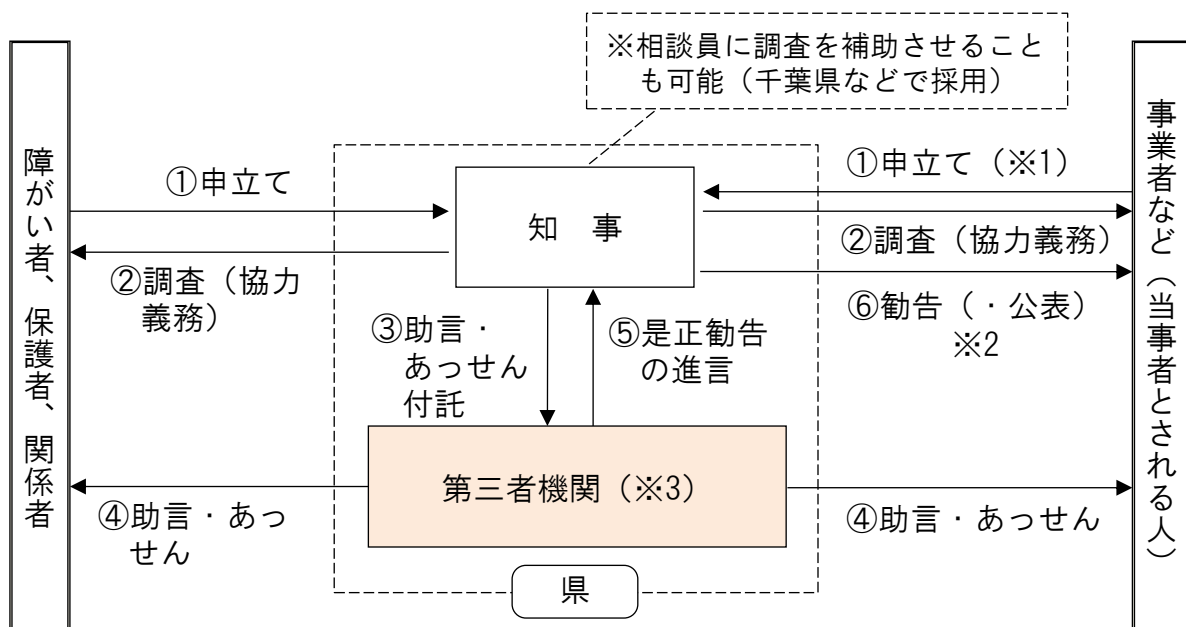 ※相談員に調査を補助させること
も可能（千葉県などで採用）
障がい者、保護者、関係者
①申立て
②調査（協力
義務）
知　事
①申立て（※1）
②調査（協力義務）
⑥勧告（・公表）
※2
事業者など（当事者とされる人）
③助言・
あっせん
付託
⑤是正勧告
の進言
第三者機関（※3）
④助言・あっ
せん
④助言・あっせん
県